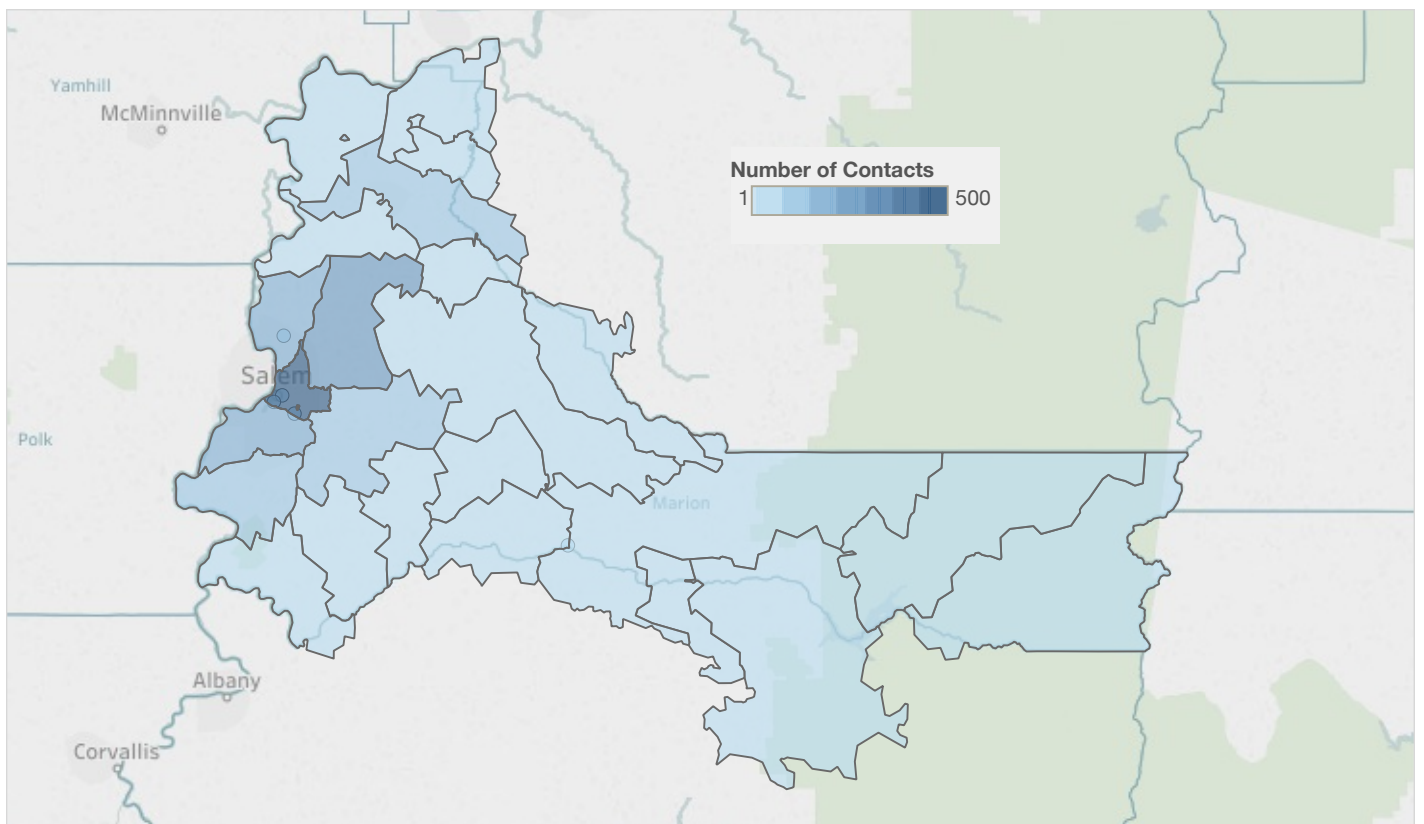 Yamhill
McMinnville
Number of Contacts
1 500
Salem
Polk
Marion
Albany
Corvallis